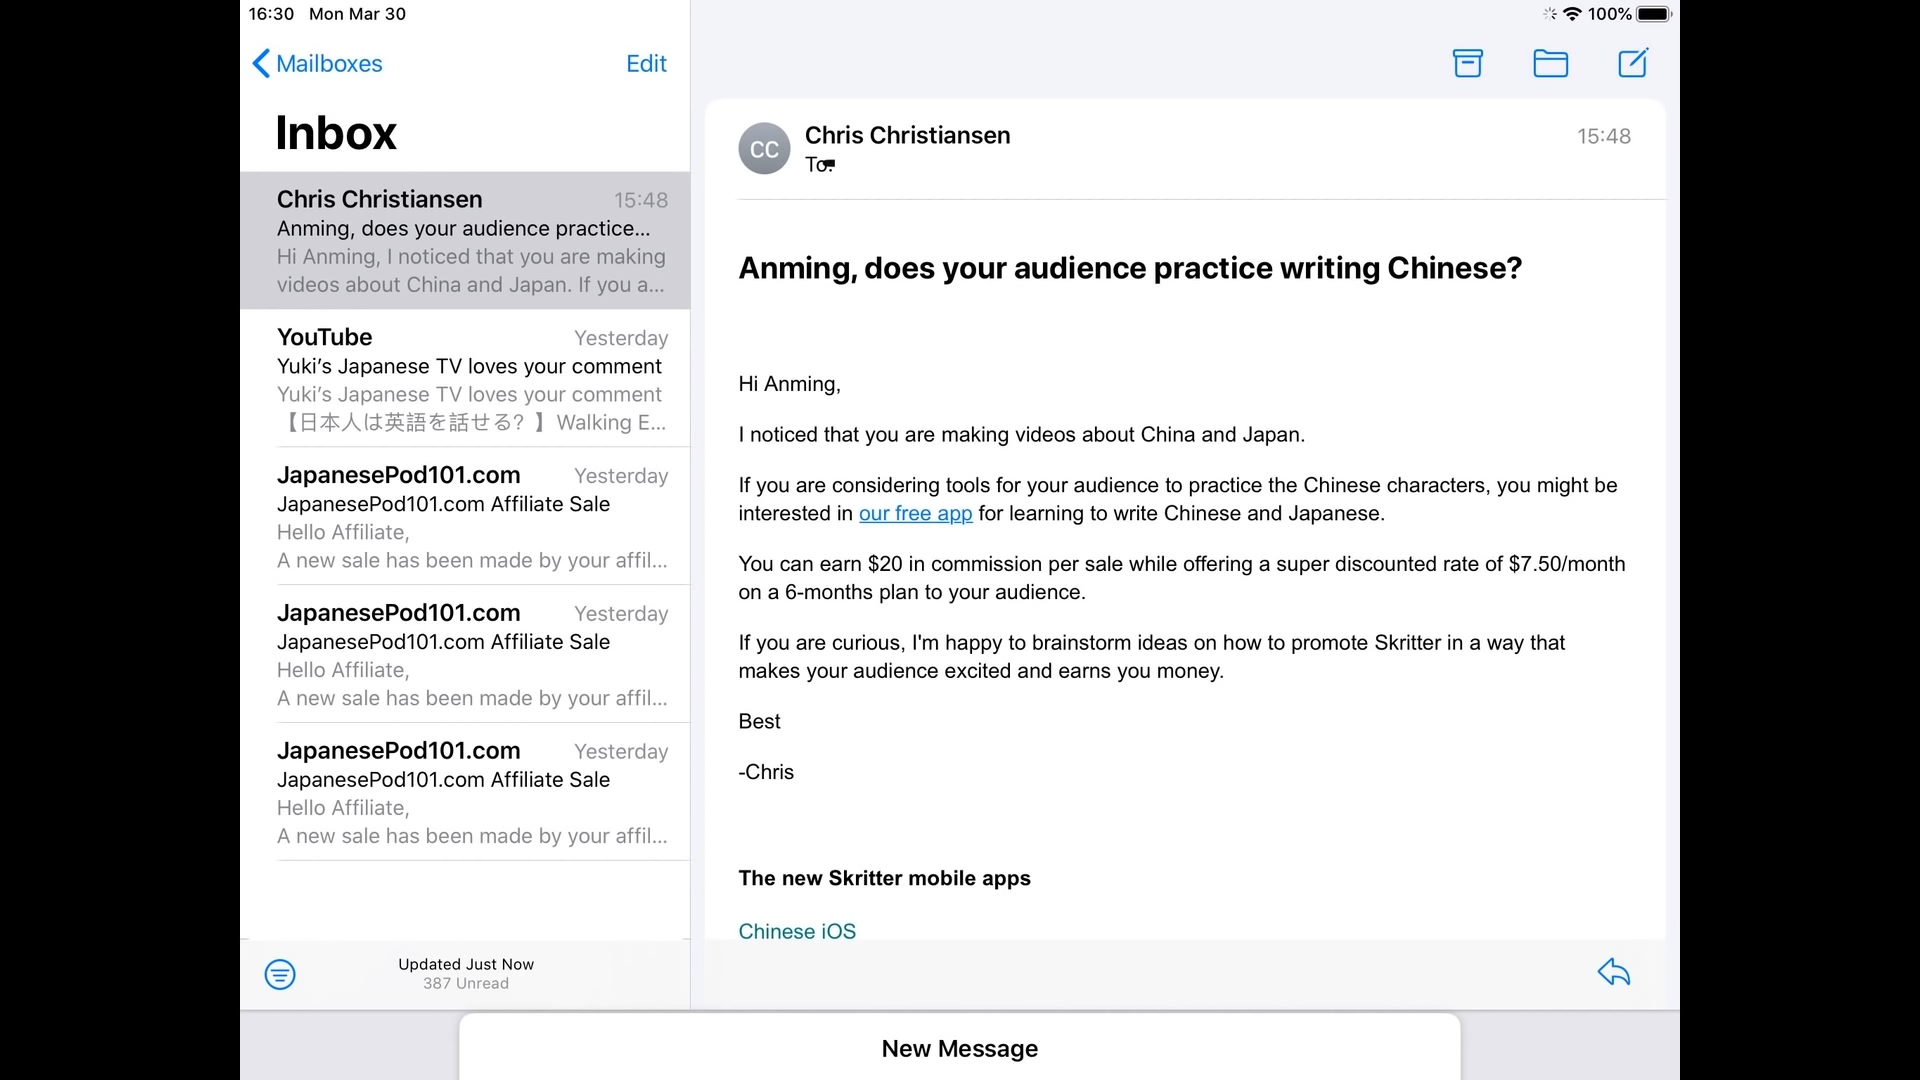 16:30 Mon Mar 30
100%
Mailboxes
Edit
Inbox
Chris Christiansen 15:48
Anming, does your audience practice...
Hi Anming, I noticed that you are making
videos about China and Japan. If you a...
YouTube Yesterday
Yuki’s Japanese TV loves your comment
Yuki’s Japanese TV loves your comment
【日本人は英語を話せる? 】Walking E...
JapanesePod101.com Yesterday
JapanesePod101.com Affiliate Sale
Hello Affiliate,
A new sale has been made by your affil...
JapanesePod101.com Yesterday
JapanesePod101.com Affiliate Sale
Hello Affiliate,
A new sale has been made by your affil...
JapanesePod101.com Yesterday
JapanesePod101.com Affiliate Sale
Hello Affiliate,
A new sale has been made by your affil...
Updated Just Now
387 Unread
CC
Chris Christiansen 15:48
To:
Anming, does your audience practice writing Chinese?
Hi Anming,
I noticed that you are making videos about China and Japan.
If you are considering tools for your audience to practice the Chinese characters, you might be
interested in our free app for learning to write Chinese and Japanese.
You can earn $20 in commission per sale while offering a super discounted rate of $7.50/month
on a 6-months plan to your audience.
If you are curious, I'm happy to brainstorm ideas on how to promote Skritter in a way that
makes your audience excited and earns you money.
Best
-Chris
The new Skritter mobile apps
Chinese iOS
New Message